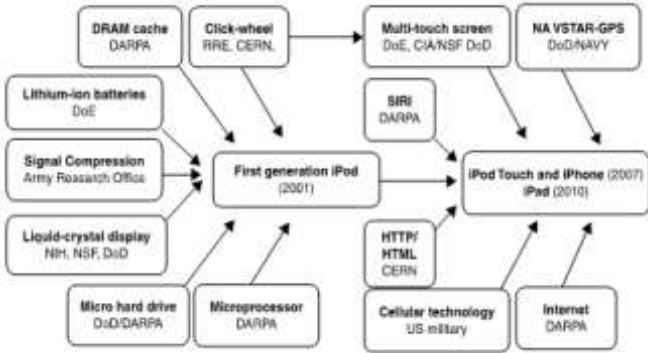 DRAM cache
DARPA
Click-wheel
RRE, CERN,
Multi-touch screen
DoE, CIA/NSF DoD
NA VSTAR-GPS
DoD/NAVY
Lithium-ion batteries
DoE
SIRI
DARPA
Signal Compression
Army Research Office
First generation iPod
(2001)
iPod Touch and iPhone (2007)
iPad (2010)
Liquid-crystal display
NIH, NSF, DoD
HTTP/
HTML
CERN
Micro hard drive
DoD/DARPA
Microprocessor
DARPA
Cellular technology
US military
Internet
DARPA